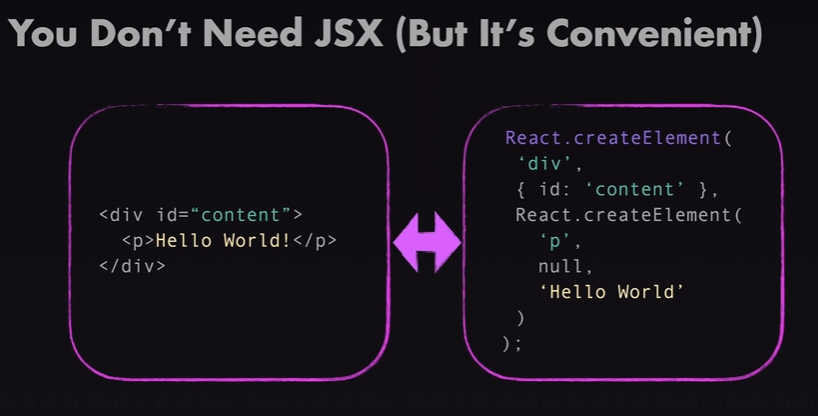 You Don’t Need JSX (But It’s Convenient)
<div id=“content”>
<p>Hello World!</p>
</div>
React.createElement(
‘div’,
{ id: ‘content’ },
React.createElement(
‘p’,
null,
‘Hello World’
)
);